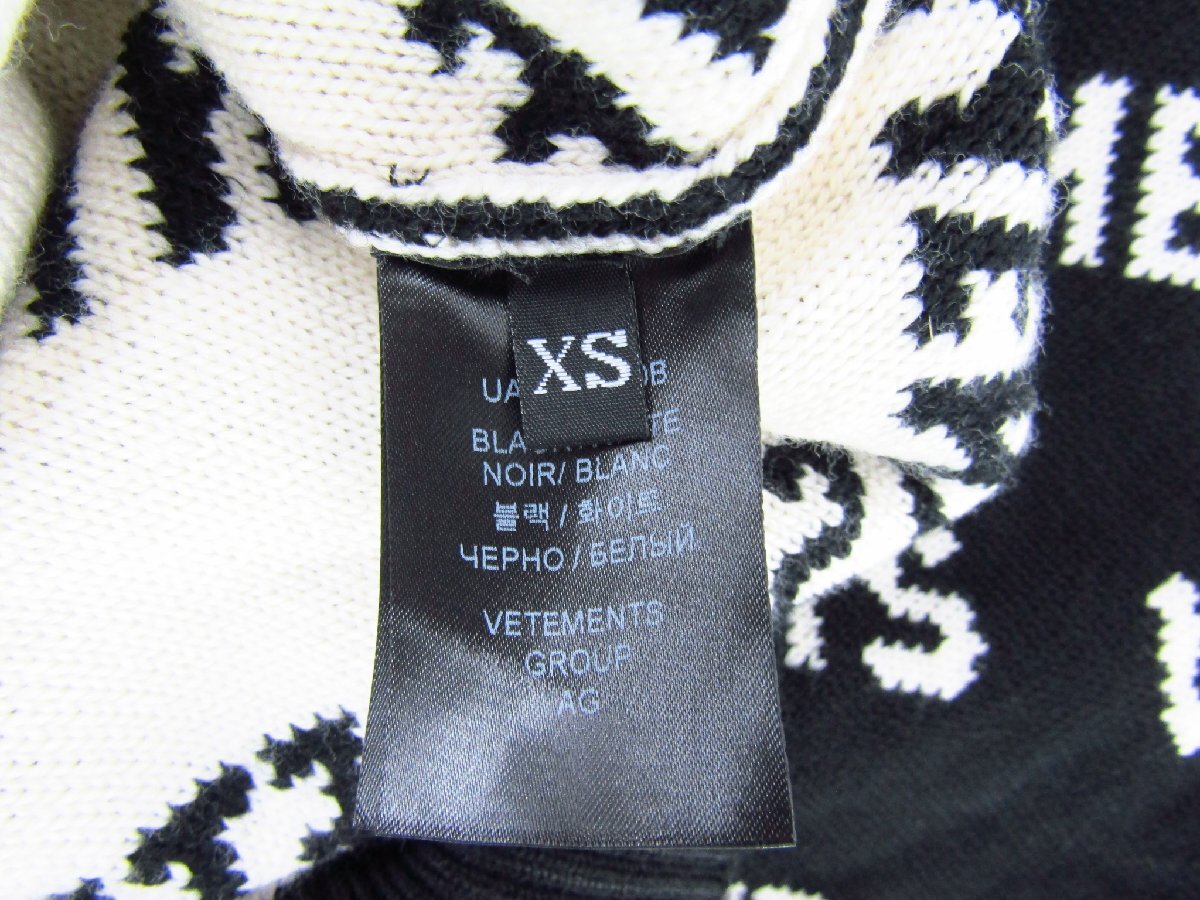 XS
NOIR/ BLANC
블랙 / 화이트
ЧЕРНО / БЕЛЫЙ
VETEMENTS
GROUP
AG